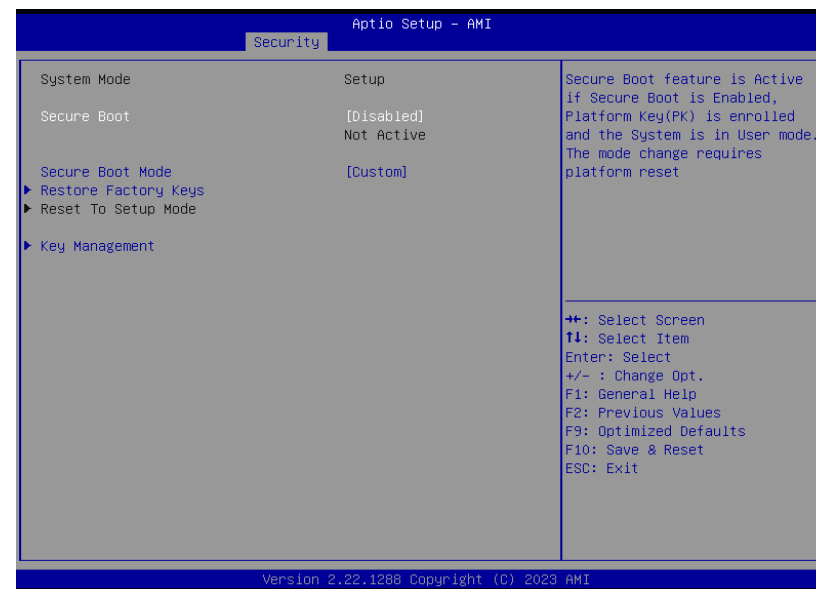 Aptio Setup – AMI
Security
System Mode Setup
Secure Boot [Disabled]
Not Active
Secure Boot Mode [Custom]
▶ Restore Factory Keys
▶ Reset To Setup Mode
▶ Key Management
Secure Boot feature is Active
if Secure Boot is Enabled,
Platform Key(PK) is enrolled
and the System is in User mode.
The mode change requires
platform reset
→←: Select Screen
↑↓: Select Item
Enter: Select
+/- : Change Opt.
F1: General Help
F2: Previous Values
F9: Optimized Defaults
F10: Save & Reset
ESC: Exit
Version 2.22.1288 Copyright (C) 2023 AMI